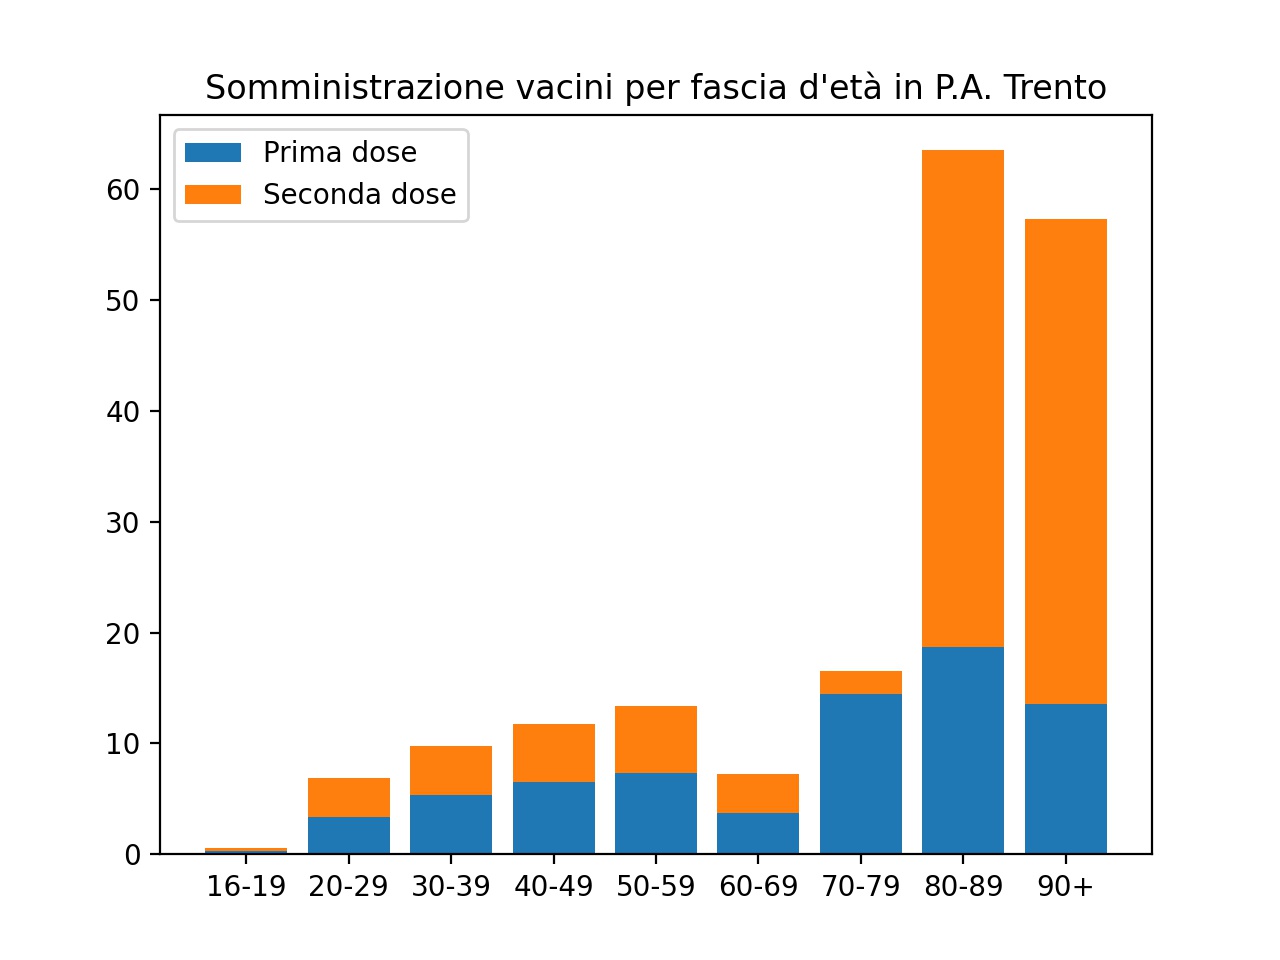 Somministrazione vacini per fascia d'età in P.A. Trento
Prima dose
Seconda dose
60
50
40
30
20
10
0
16-19 20-29 30-39 40-49 50-59 60-69 70-79 80-89 90+